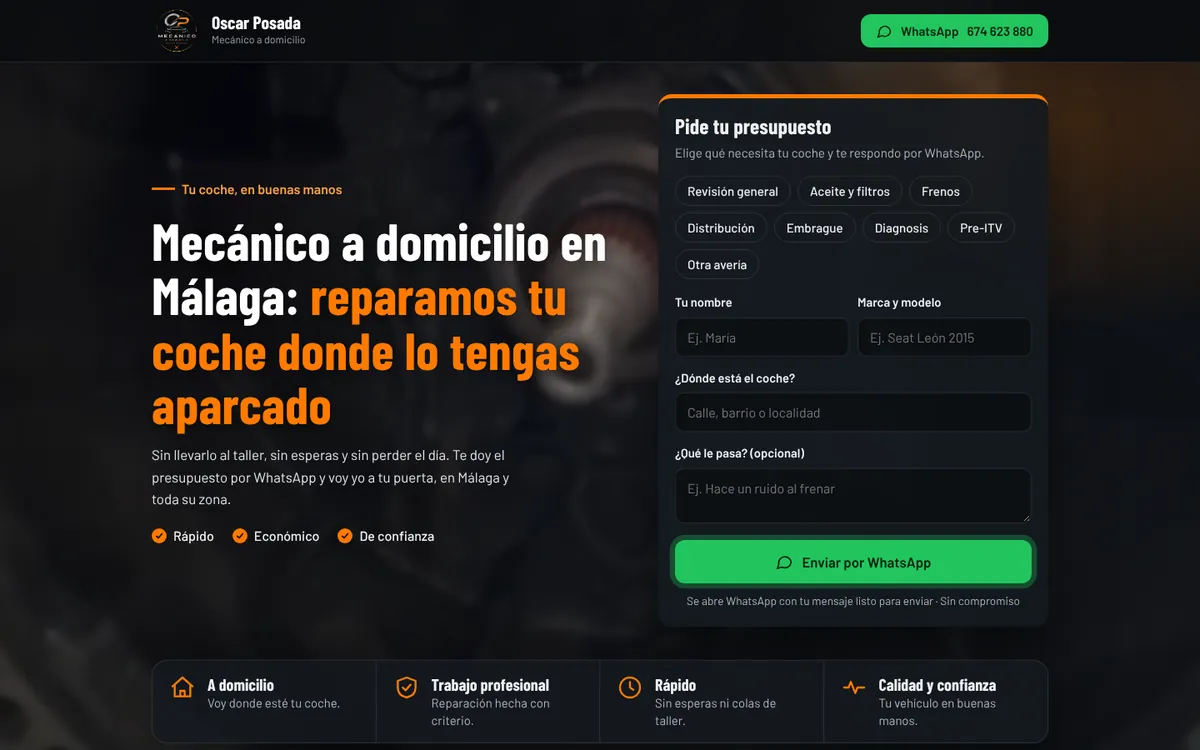 OP
MECÁNICO
Oscar Posada
Mecánico a domicilio
WhatsApp 674 623 880
Tu coche, en buenas manos
Mecánico a domicilio en
Málaga: reparamos tu
coche donde lo tengas
aparcado
Sin llevarlo al taller, sin esperas y sin perder el día. Te doy el
presupuesto por WhatsApp y voy yo a tu puerta, en Málaga y
toda su zona.
Rápido
Económico
De confianza
Pide tu presupuesto
Elige qué necesita tu coche y te respondo por WhatsApp.
Revisión general
Aceite y filtros
Frenos
Distribución
Embrague
Diagnosis
Pre-ITV
Otra avería
Tu nombre
Marca y modelo
Ej. María
Ej. Seat León 2015
¿Dónde está el coche?
Calle, barrio o localidad
¿Qué le pasa? (opcional)
Ej. Hace un ruido al frenar
Enviar por WhatsApp
Se abre WhatsApp con tu mensaje listo para enviar · Sin compromiso
A domicilio
Voy donde esté tu coche.
Trabajo profesional
Reparación hecha con
criterio.
Rápido
Sin esperas ni colas de
taller.
Calidad y confianza
Tu vehículo en buenas
manos.